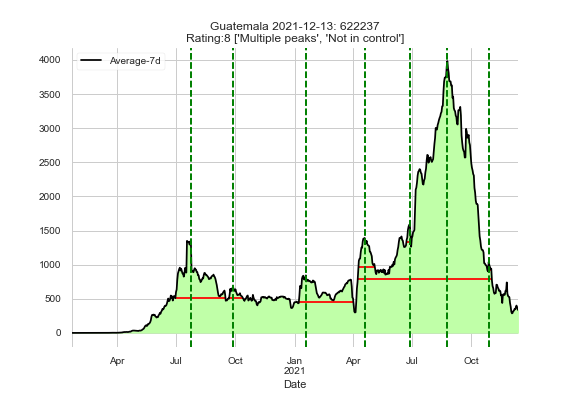 Guatemala 2021-12-13: 622237
Rating:8 ['Multiple peaks', 'Not in control']
Average-7d
4000
3500
3000
2500
2000
1500
1000
500
0
Apr Jul Oct Jan Apr Jul Oct
2021
Date